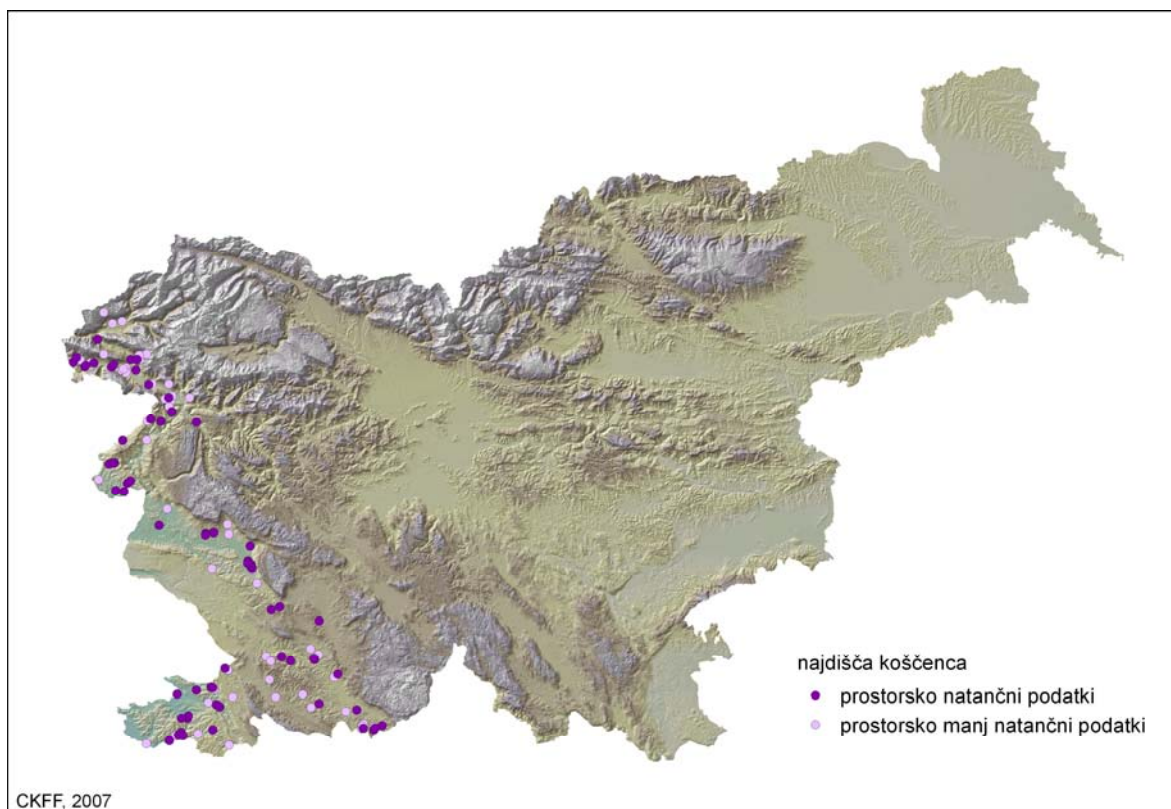 najdišča koščenca
prostorsko natančni podatki
prostorsko manj natančni podatki
CKFF, 2007